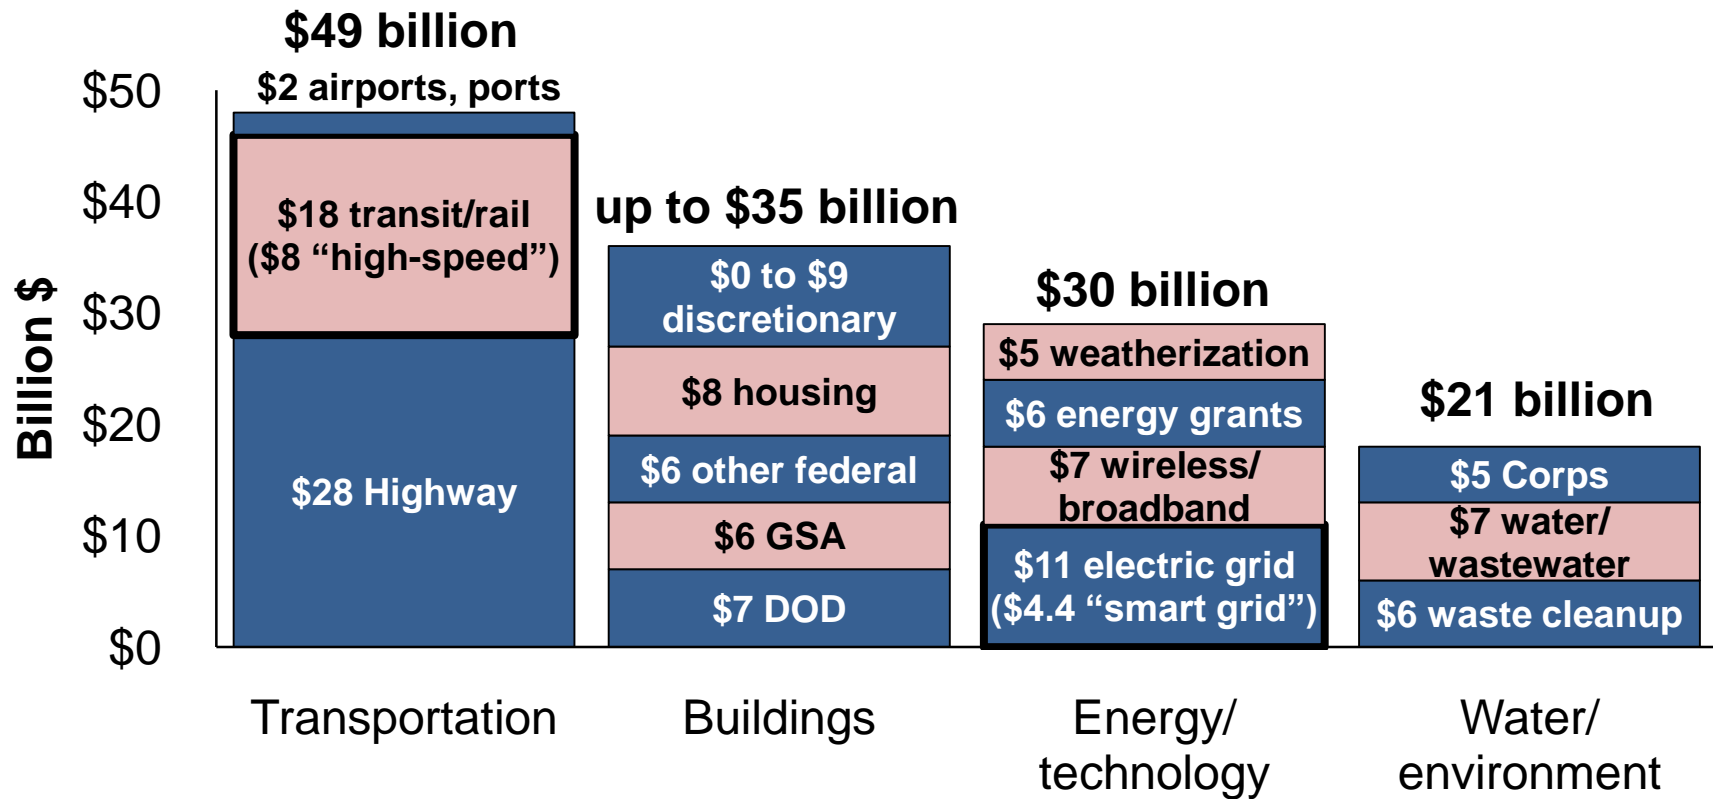 $49 billion
$2 airports, ports
$50
$40
$30
$20
$10
$0
Billion $
$18 transit/rail
($8 “high-speed”)
$28 Highway
up to $35 billion
$0 to $9
discretionary
$8 housing
$6 other federal
$6 GSA
$7 DOD
$30 billion
$5 weatherization
$6 energy grants
$7 wireless/
broadband
$11 electric grid
($4.4 “smart grid”)
$21 billion
$5 Corps
$7 water/
wastewater
$6 waste cleanup
Transportation
Buildings
Energy/
technology
Water/
environment